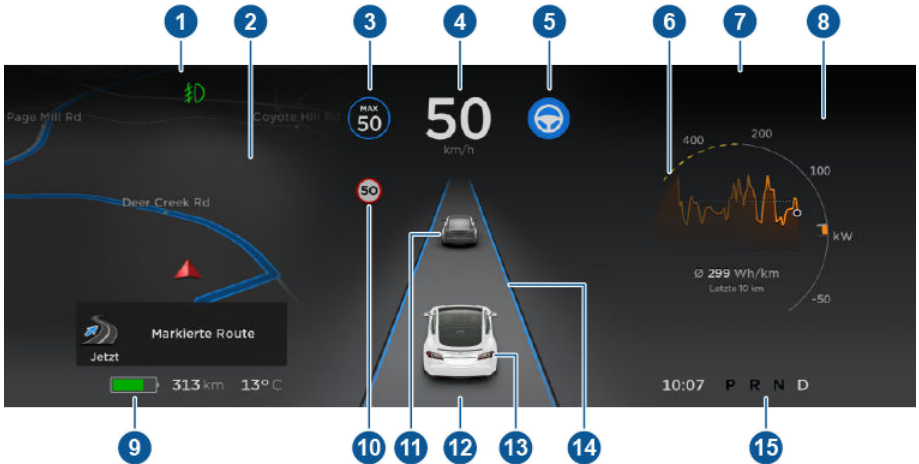 1 2 3 4 5 6 7 8
MAX
50
50
km/h
Page Mill Rd
Coyote Hill Rd
400
200
100
50
kW
Deer Creek Rd
Ø 299 Wh/km
Letzte 10 km
-50
Markierte Route
Jetzt
313 km 13° C
10:07 P R N D
9 10 11 12 13 14 15